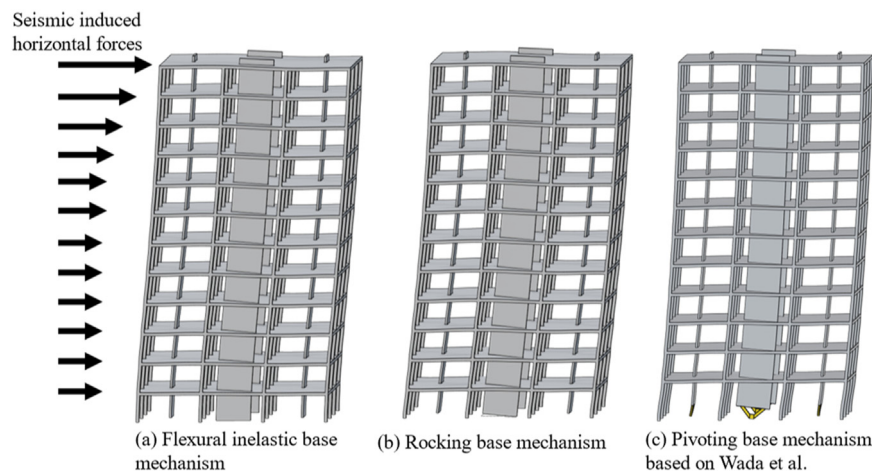 Seismic induced
horizontal forces
(a) Flexural inelastic base
mechanism
(b) Rocking base mechanism
(c) Pivoting base mechanism
based on Wada et al.